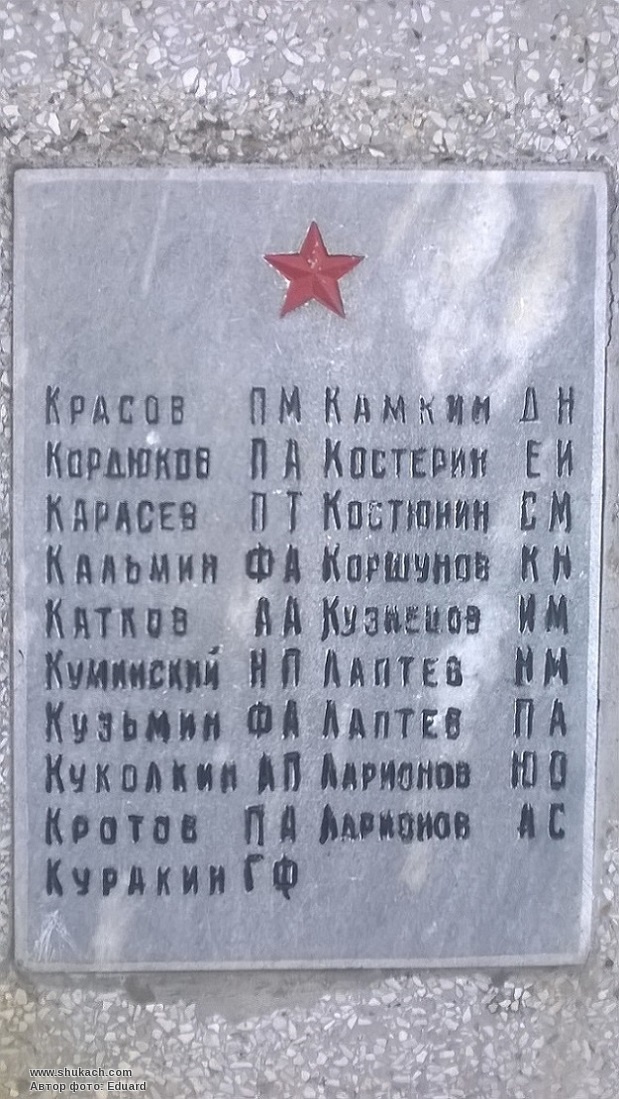 КРАСОВ ПМ КАМКИН ДН
КОРДЮКОВ ПА КОСТЕРИН ЕИ
КАРАСЕВ ПТ КОСТЮНИН СМ
КАЛЬМИН ФА КОРШУНОВ КН
КАТКОВ АА КУЗНЕЦОВ ИМ
КУМИНСКИЙ НП ЛАПТЕВ НМ
КУЗЬМИН ФА ЛАПТЕВ ПА
КУКОЛКИН АП ЛАРИОНОВ ЮО
КРОТОВ ПА ЛАРИОНОВ АС
КУРАКИН ГФ
www.shukach.com
Автор фото: Eduard